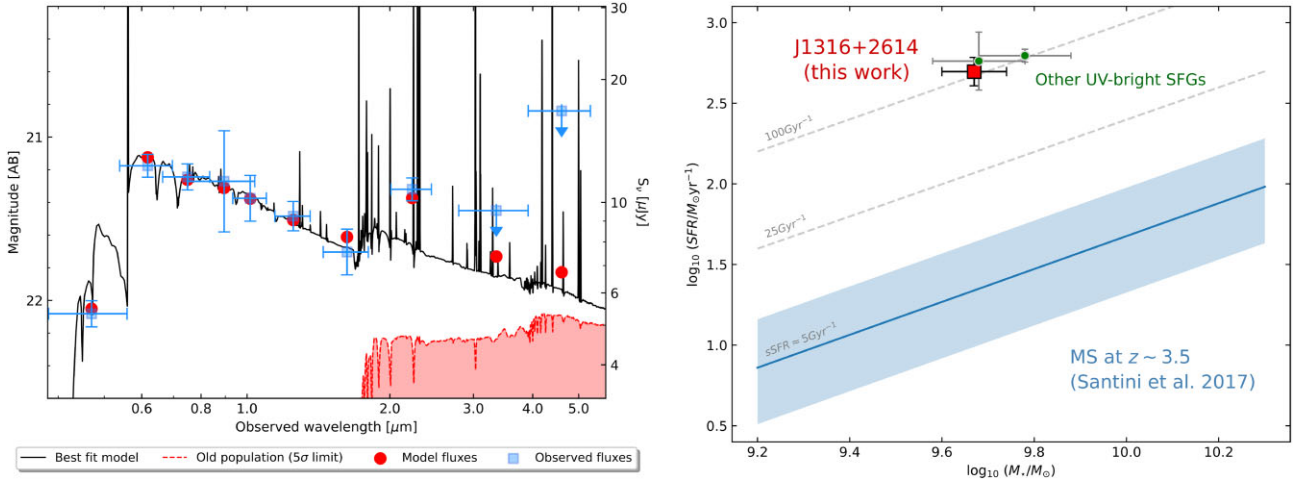 21
22
Magnitude [AB]
30
20
10
8
6
4
Sᵥ [μJy]
0.6
0.8
1.0
2.0
3.0
4.0
5.0
Observed wavelength [μm]
Best fit model
Old population (5σ limit)
Model fluxes
Observed fluxes
3.0
2.5
2.0
1.5
1.0
0.5
log₁₀ (SFR/M⊙yr⁻¹)
J1316+2614
(this work)
Other UV-bright SFGs
100Gyr⁻¹
25Gyr⁻¹
sSFR = 5Gyr⁻¹
MS at z ~ 3.5
(Santini et al. 2017)
9.2
9.4
9.6
9.8
10.0
10.2
log₁₀ (M⋆/M⊙)